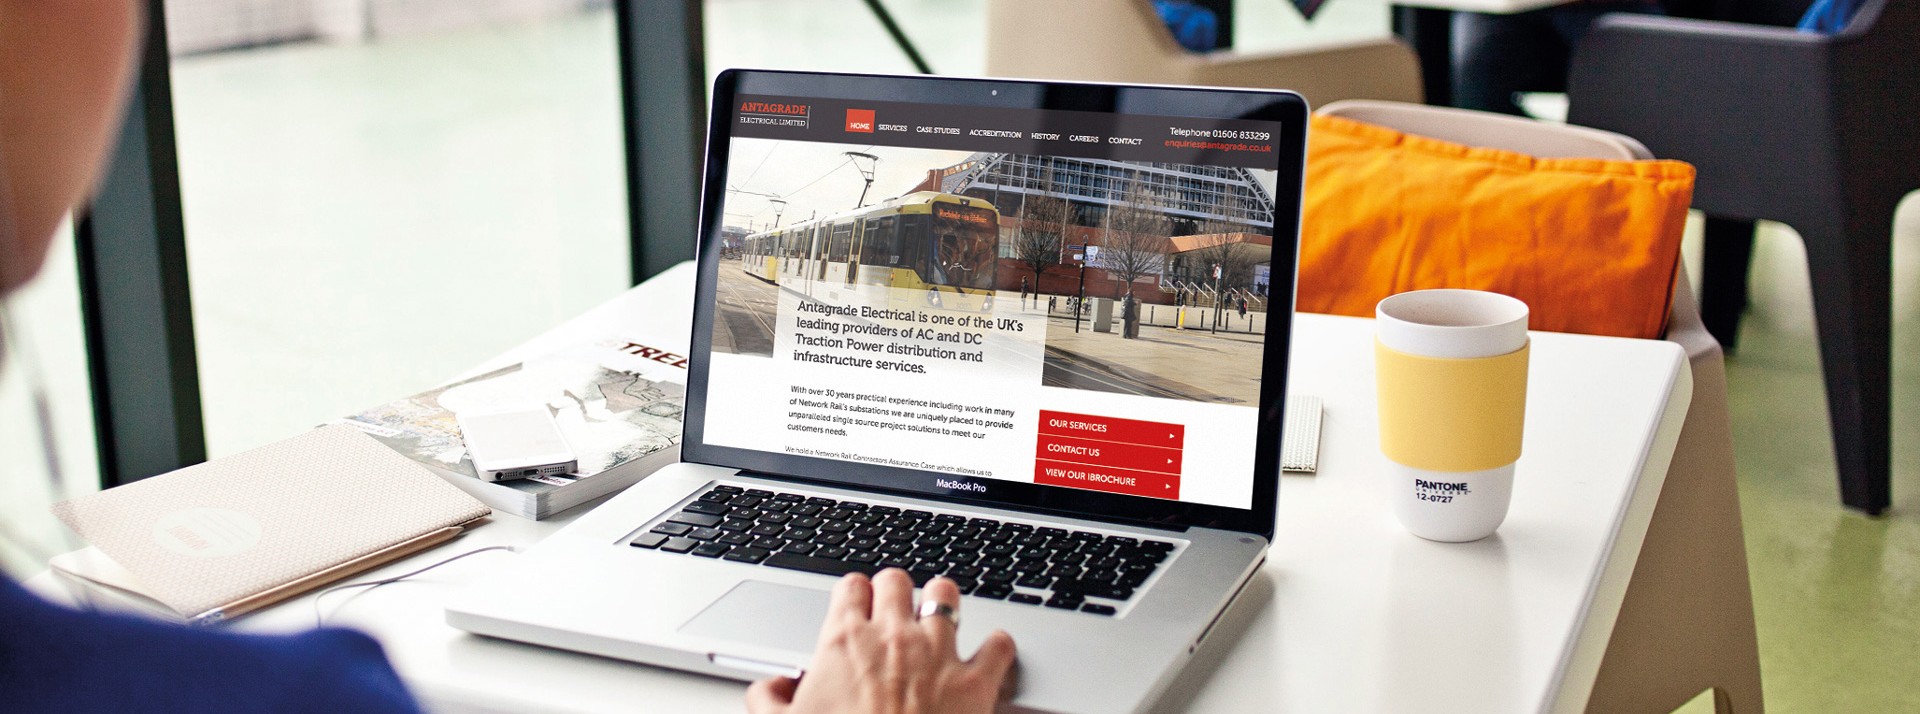 ANTAGRADE
ELECTRICAL LIMITED
HOME SERVICES CASE STUDIES ACCREDITATION HISTORY CAREERS CONTACT
Telephone 01606 833299
enquiries@antagrade.co.uk
Antagrade Electrical is one of the UK's
leading providers of AC and DC
Traction Power distribution and
infrastructure services.
With over 30 years practical experience including work in many
of Network Rail's substations we are uniquely placed to provide
unparalleled single source project solutions to meet our
customers needs.
We hold a Network Rail Contractors Assurance Case which allows us to
OUR SERVICES
CONTACT US
VIEW OUR IBROCHURE
MacBook Pro
PANTONE
UNIVERSE
12-0727